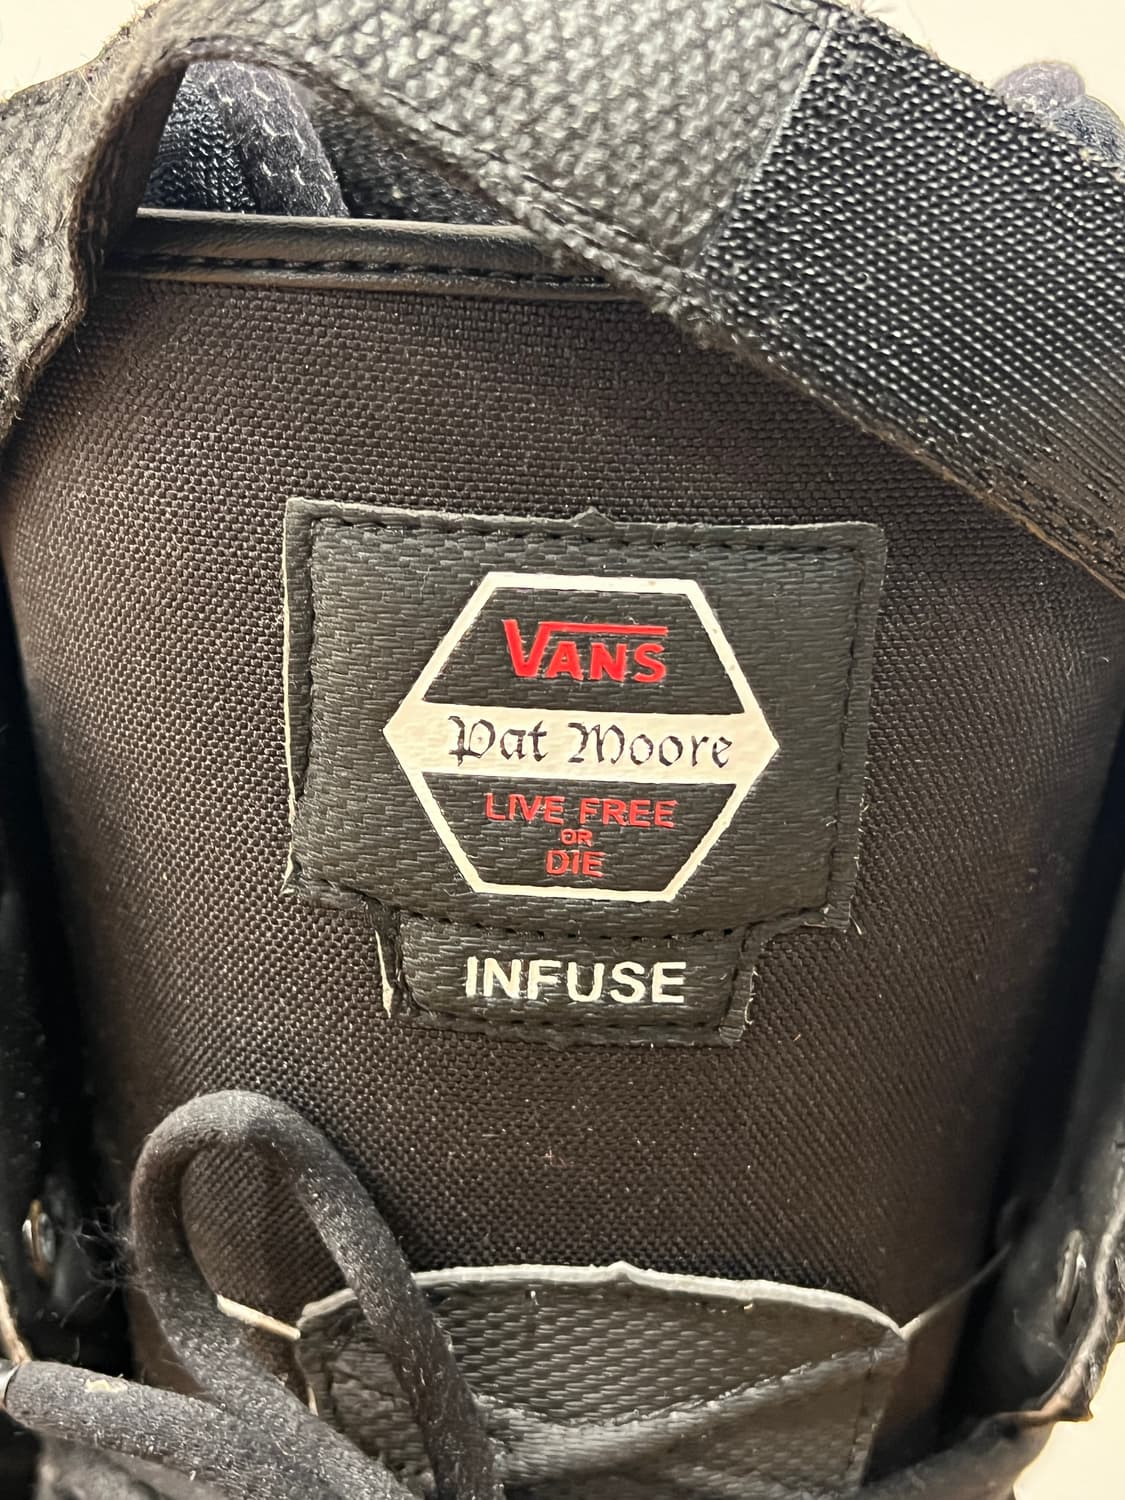 VANS
Pat Moore
LIVE FREE
OR
DIE
INFUSE